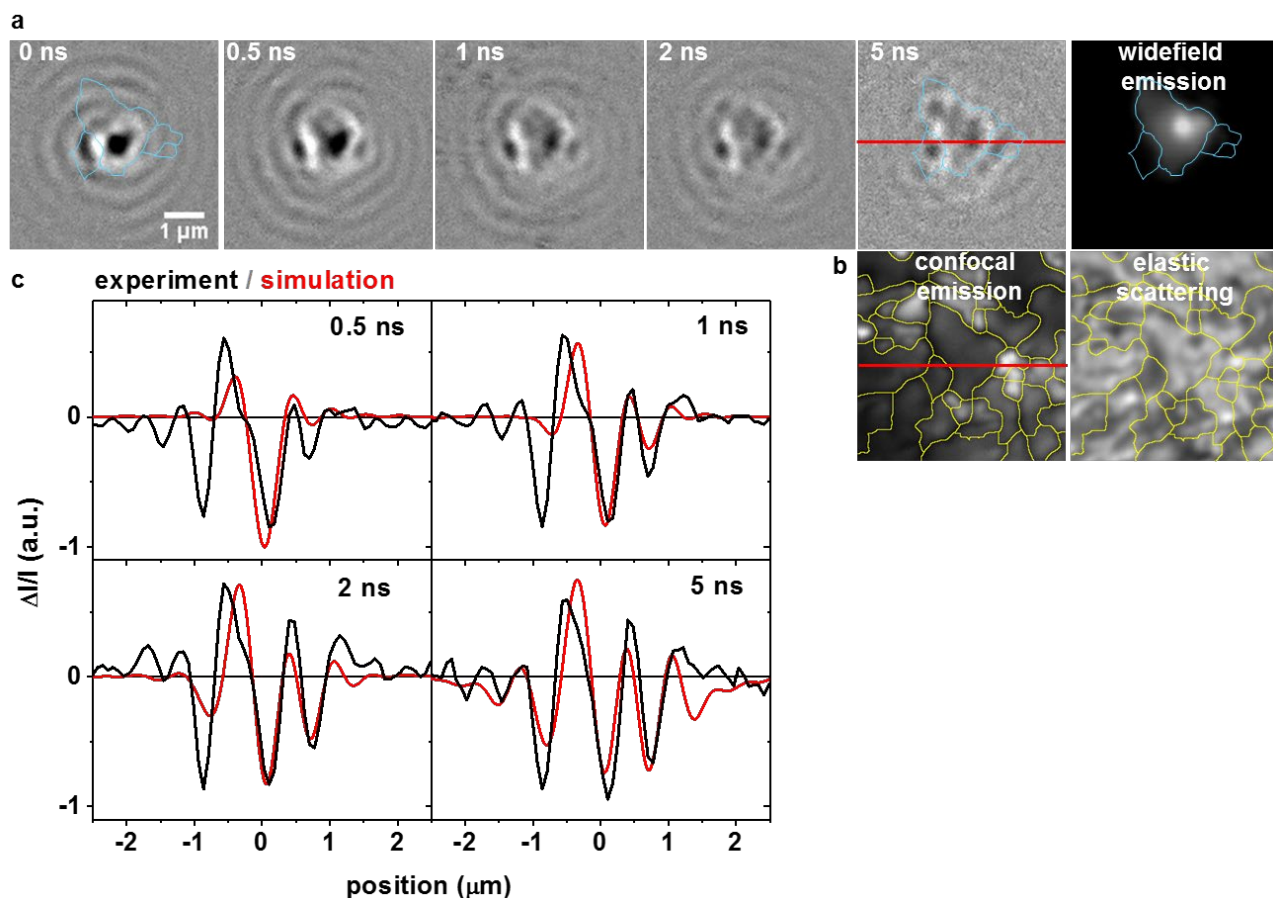 a
0 ns
0.5 ns
1 ns
2 ns
5 ns
widefield
emission
1 µm
b
confocal
emission
elastic
scattering
c
experiment / simulation
0.5 ns
1 ns
0
-1
2 ns
5 ns
0
-1
ΔI/I (a.u.)
-2 -1 0 1 2 -2 -1 0 1 2
position (µm)